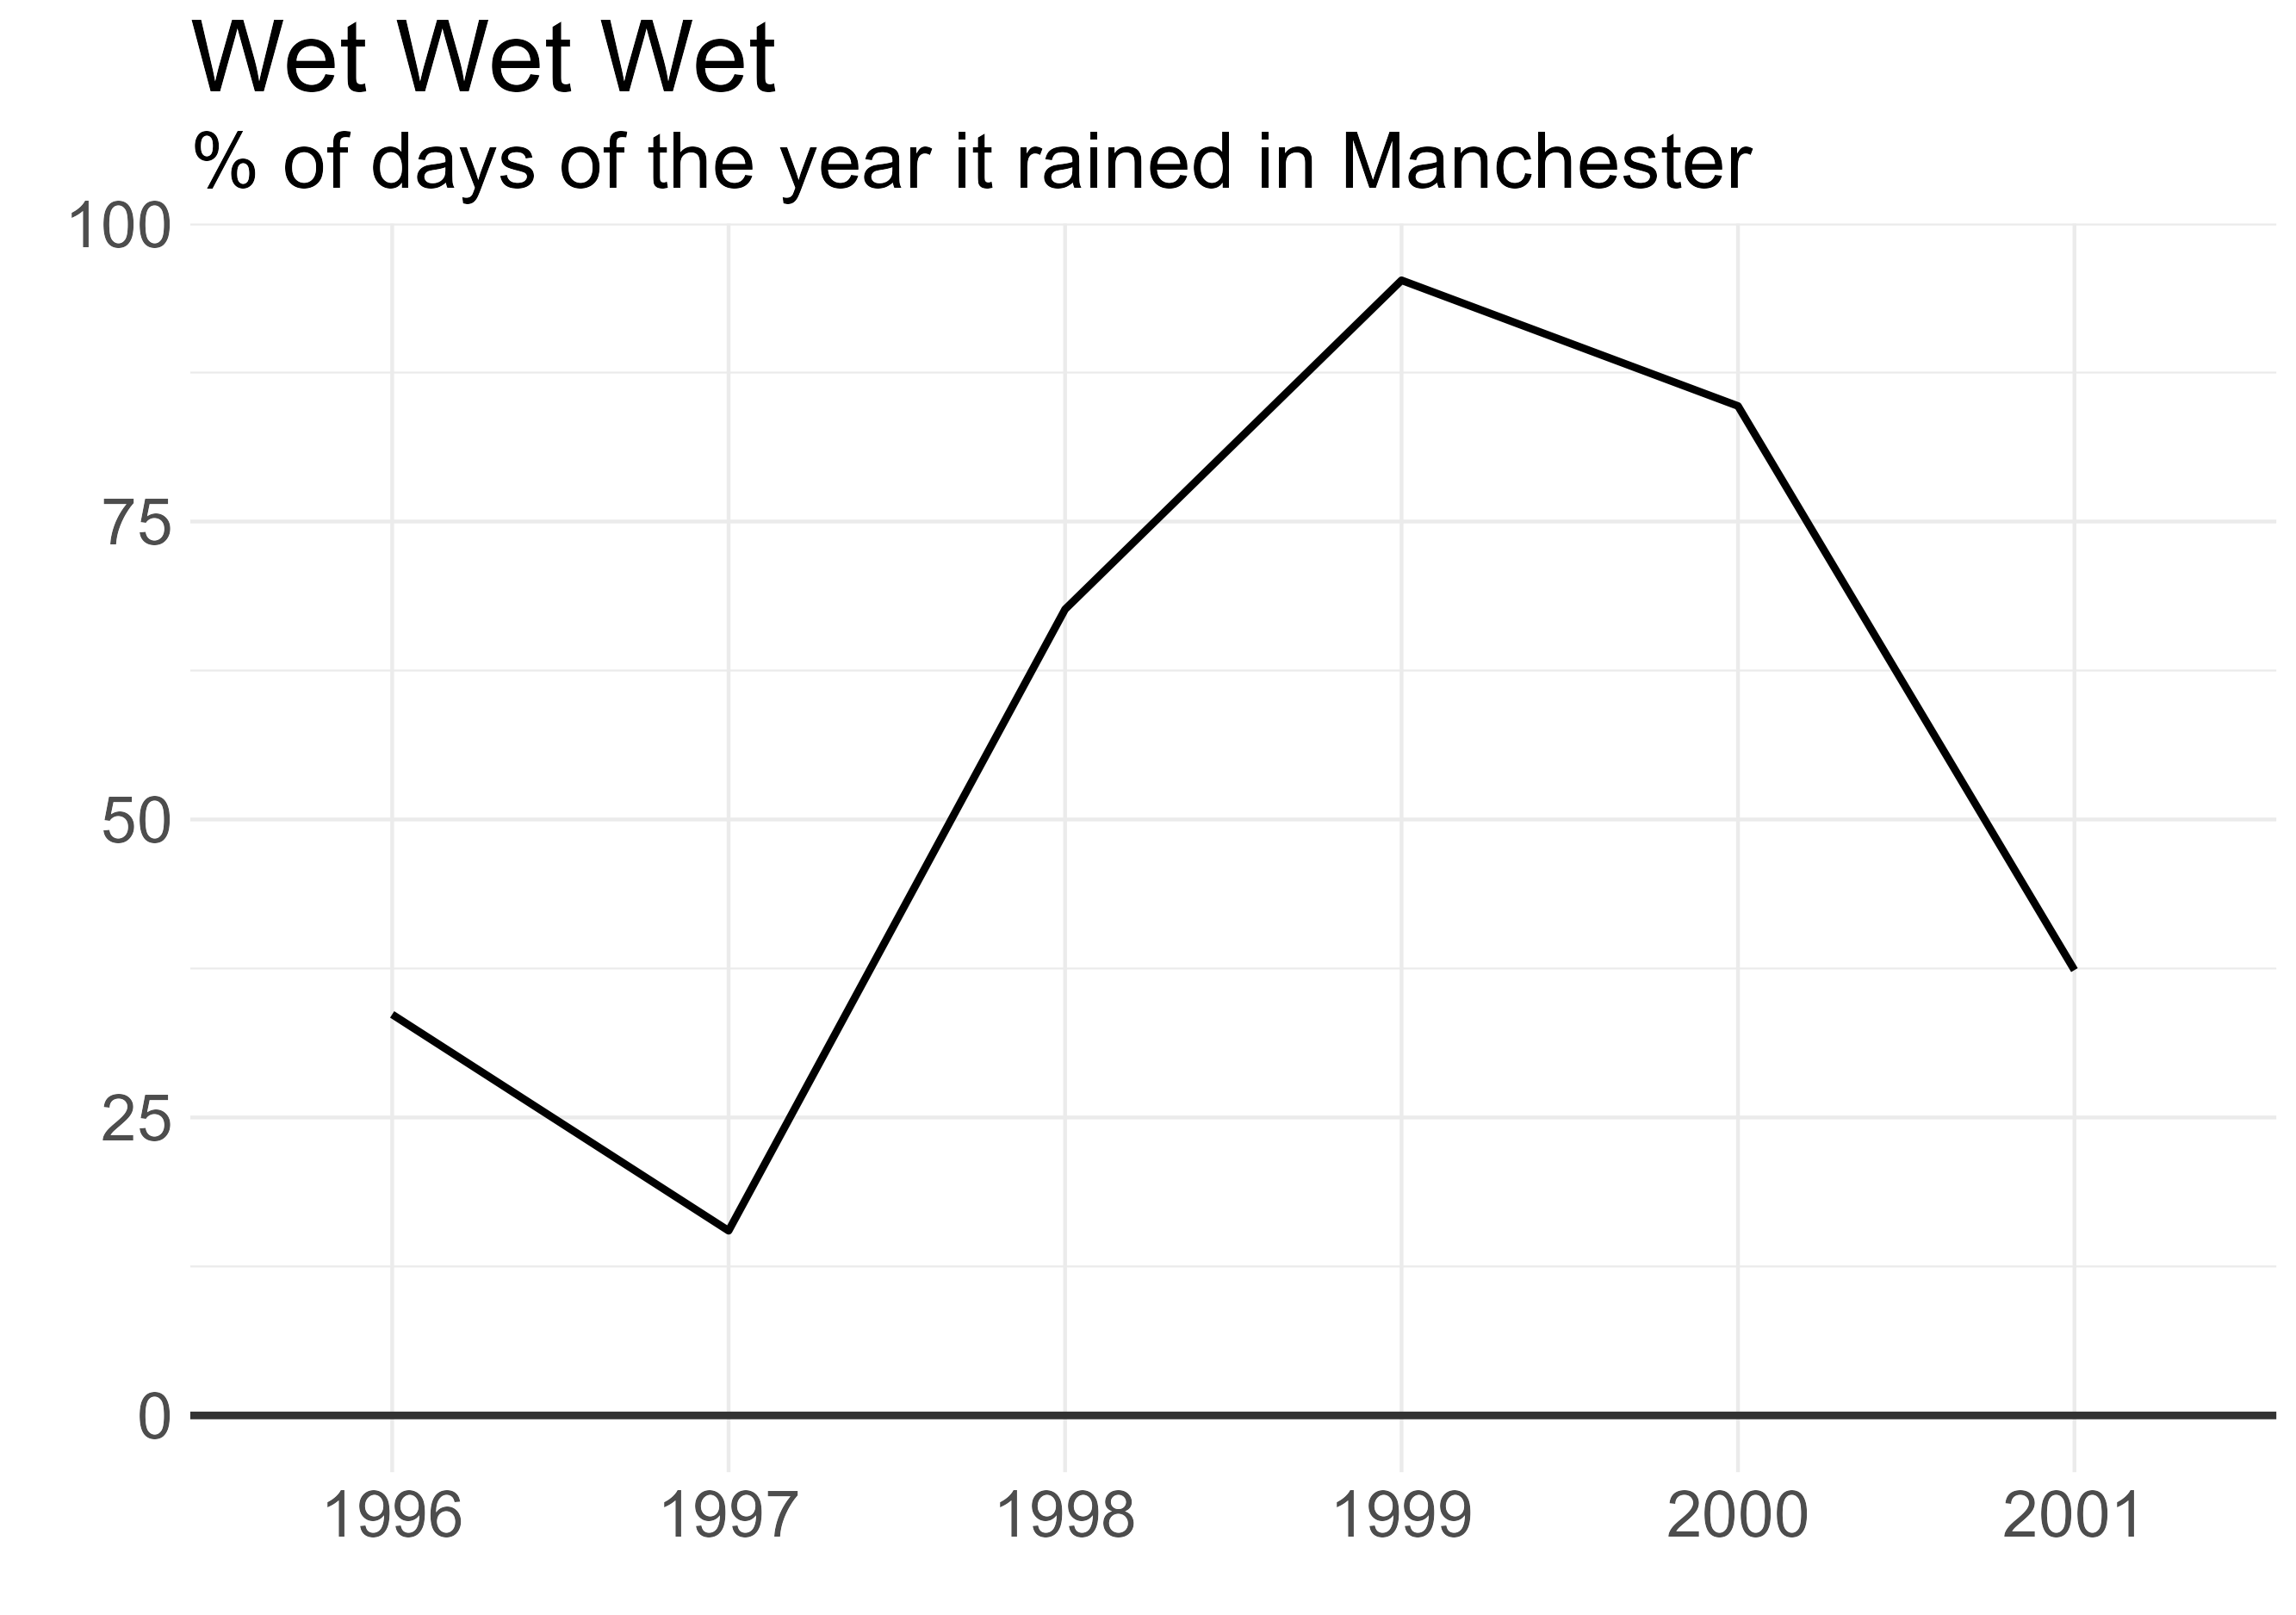 Wet Wet Wet
% of days of the year it rained in Manchester
100
75
50
25
0
1996 1997 1998 1999 2000 2001